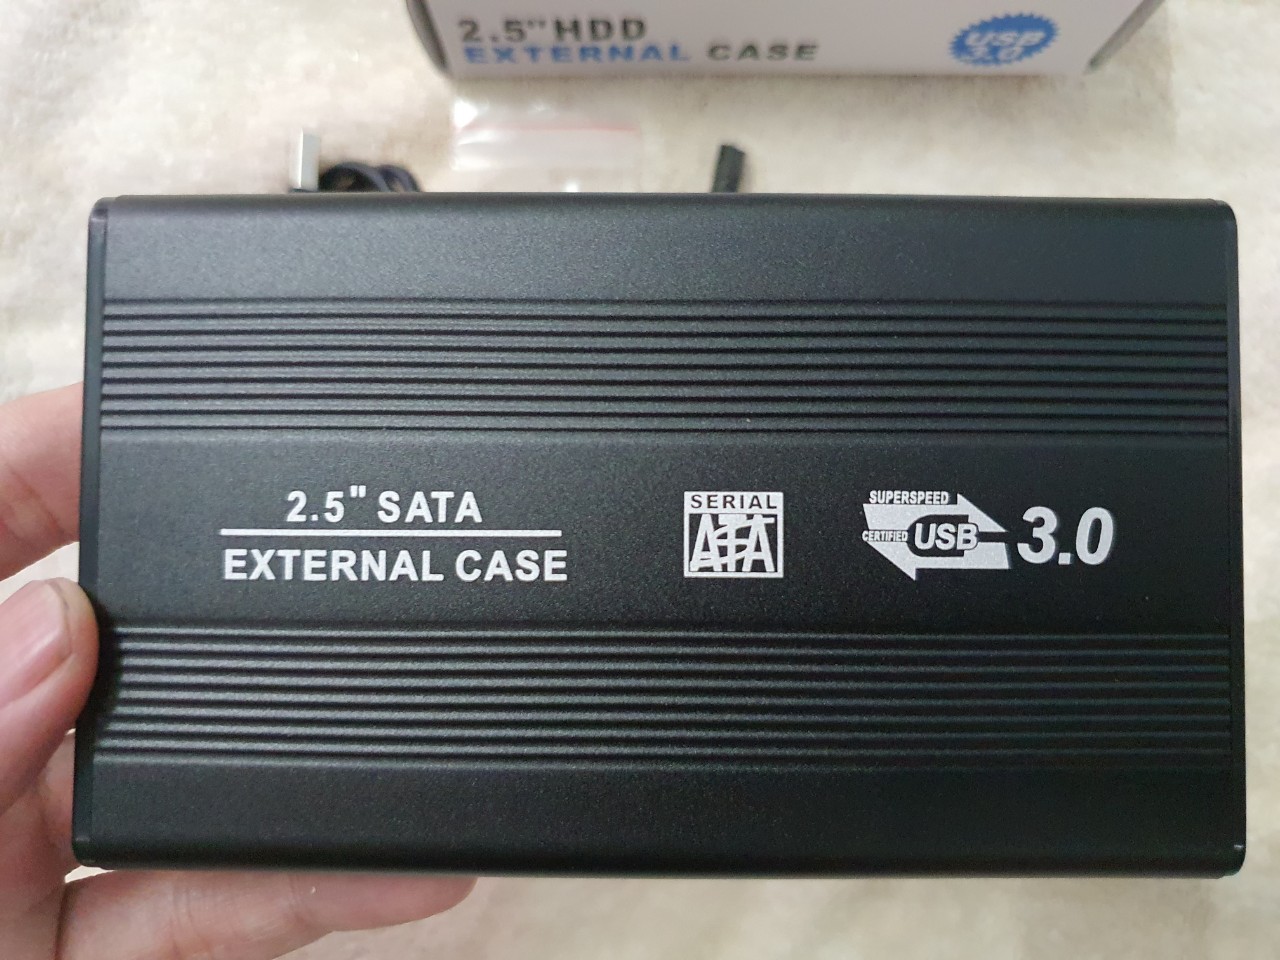 2.5" HDD
EXTERNAL CASE
USB
3.0
2.5" SATA
EXTERNAL CASE
SERIAL
ATA
SUPERSPEED
CERTIFIED USB 3.0